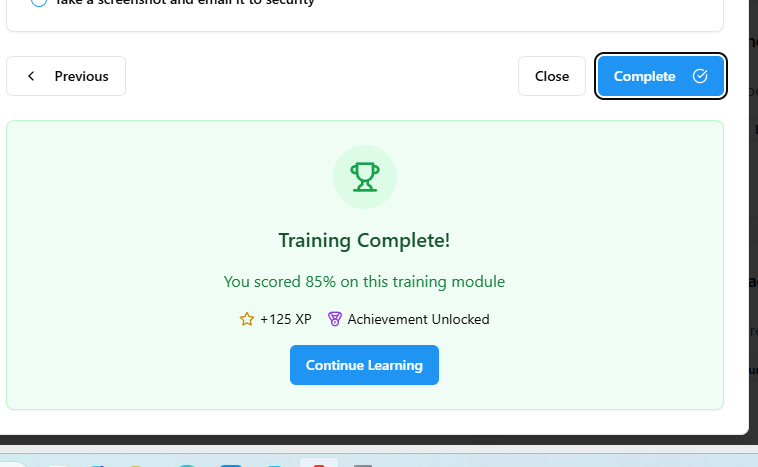 Take a screenshot and email it to security
Previous
Close
Complete
Training Complete!
You scored 85% on this training module
+125 XP
Achievement Unlocked
Continue Learning